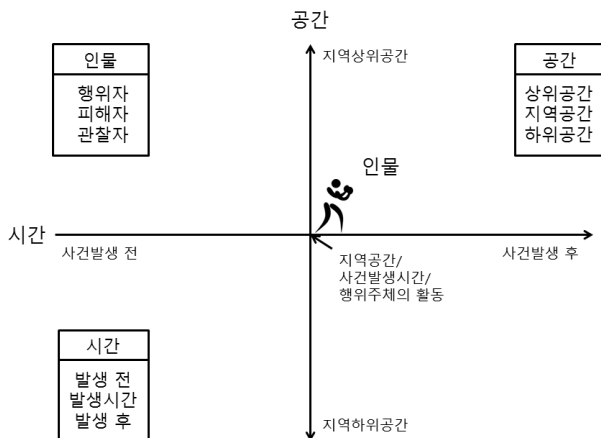 공간
지역상위공간
인물
행위자
피해자
관찰자
공간
상위공간
지역공간
하위공간
인물
시간
사건발생 전
사건발생 후
지역공간/
사건발생시간/
행위주체의 활동
시간
발생 전
발생시간
발생 후
지역하위공간